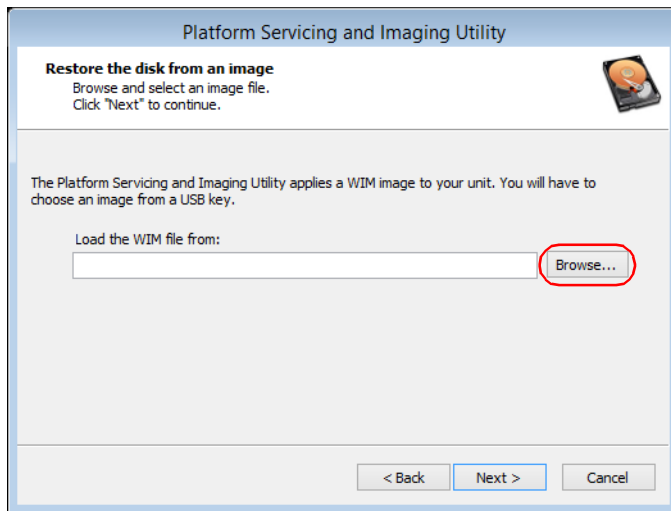 Platform Servicing and Imaging Utility
Restore the disk from an image
Browse and select an image file.
Click "Next" to continue.
The Platform Servicing and Imaging Utility applies a WIM image to your unit. You will have to
choose an image from a USB key.
Load the WIM file from:
Browse...
< Back Next > Cancel